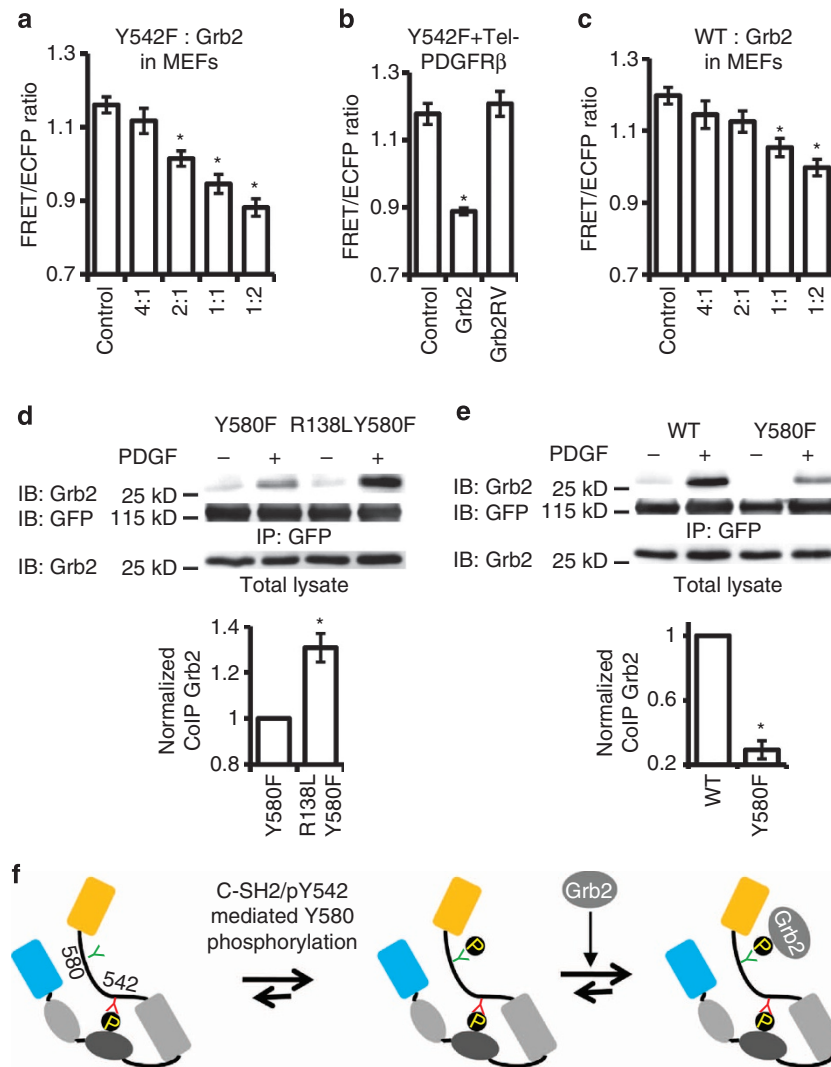 a
Y542F : Grb2
in MEFs
FRET/ECFP ratio
1.3
1.1
0.9
0.7
Control
4:1
2:1
1:1
1:2
*
*
*
b
Y542F+Tel-
PDGFRβ
FRET/ECFP ratio
1.3
1.1
0.9
0.7
Control
Grb2
Grb2RV
*
c
WT : Grb2
in MEFs
FRET/ECFP ratio
1.3
1.1
0.9
0.7
Control
4:1
2:1
1:1
1:2
*
*
d
Y580F R138LY580F
PDGF – + – +
IB: Grb2 25 kD
IB: GFP 115 kD
IP: GFP
IB: Grb2 25 kD
Total lysate
Normalized
CoIP Grb2
1.4
1.2
1
0.8
*
Y580F
R138L
Y580F
e
WT Y580F
PDGF – + – +
IB: Grb2 25 kD
IB: GFP 115 kD
IP: GFP
IB: Grb2 25 kD
Total lysate
Normalized
CoIP Grb2
1
0.6
0.2
*
WT
Y580F
f
580
542
Y
Y
P
C-SH2/pY542
mediated Y580
phosphorylation
Y
P
Y
P
Grb2
Y
P
Grb2
Y
P